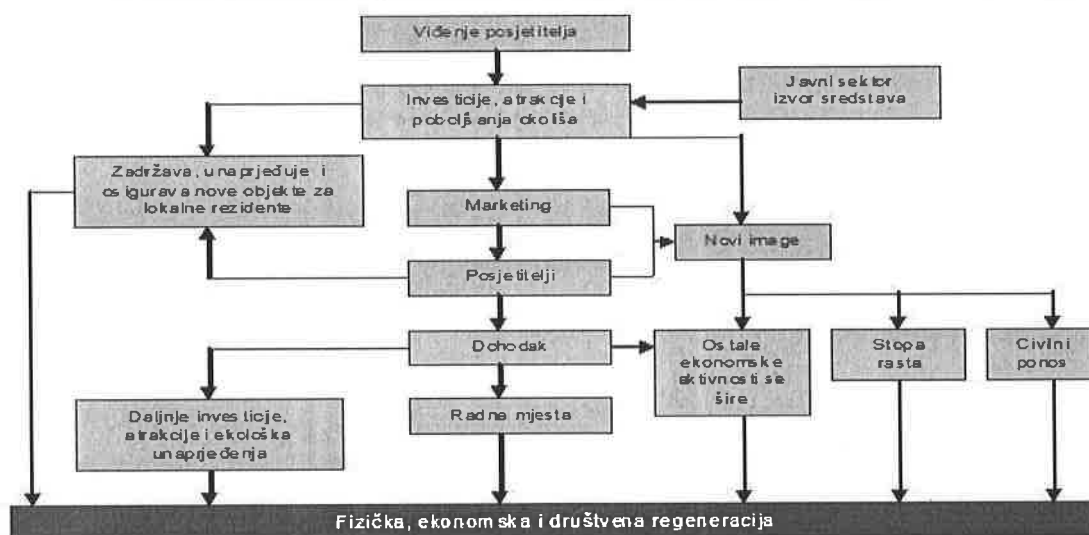 Viđenje posjetitelja
Investicije, atrakcije i
poboljšanja okoliša
Javni sektor
izvor sredstava
Zadržava, unaprjeđuje i
osigurava nove objekte za
lokalne rezidente
Marketing
Novi image
Posjetitelji
Dohodak
Ostale
ekonomske
aktivnosti se
šire
Stopa
rasta
Civilni
ponos
Daljnje investicije,
atrakcije i ekološka
unaprjeđenja
Radna mjesta
Fizička, ekonomska i društvena regeneracija